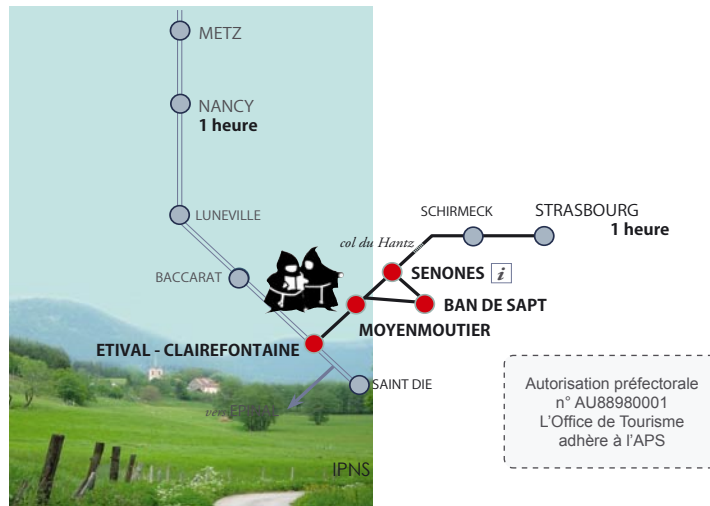 METZ
NANCY
1 heure
LUNEVILLE
SCHIRMECK
STRASBOURG
1 heure
col du Hantz
BACCARAT
SENONES i
BAN DE SAPT
MOYENMOUTIER
ETIVAL - CLAIREFONTAINE
SAINT DIE
vers
IPNS
Autorisation préfectorale
n° AU88980001
L'Office de Tourisme
adhère à l'APS